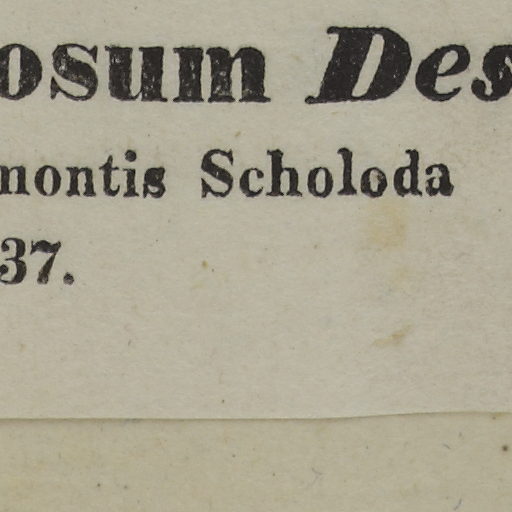 osum Des
montis Scholoda
37.